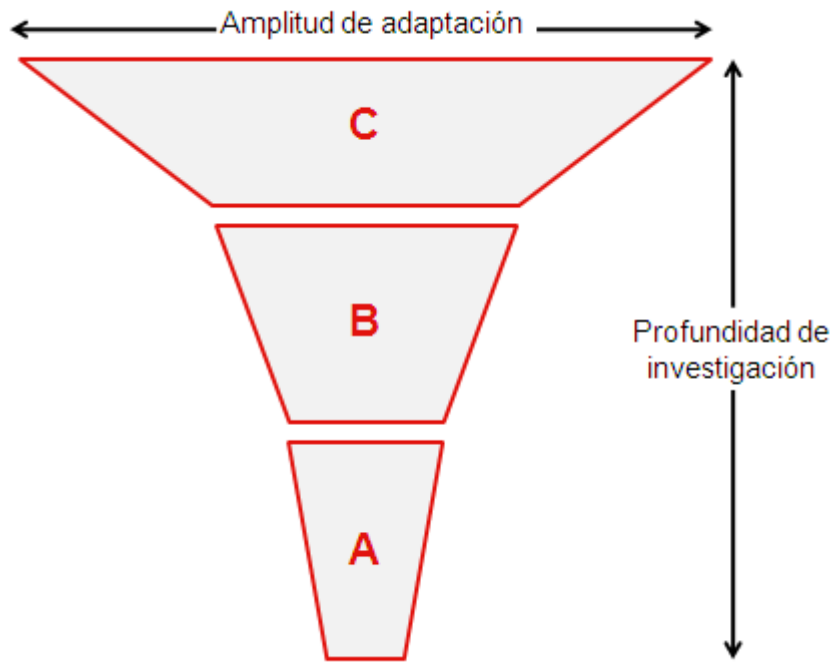 Amplitud de adaptación
C
B
Profundidad de
investigación
A